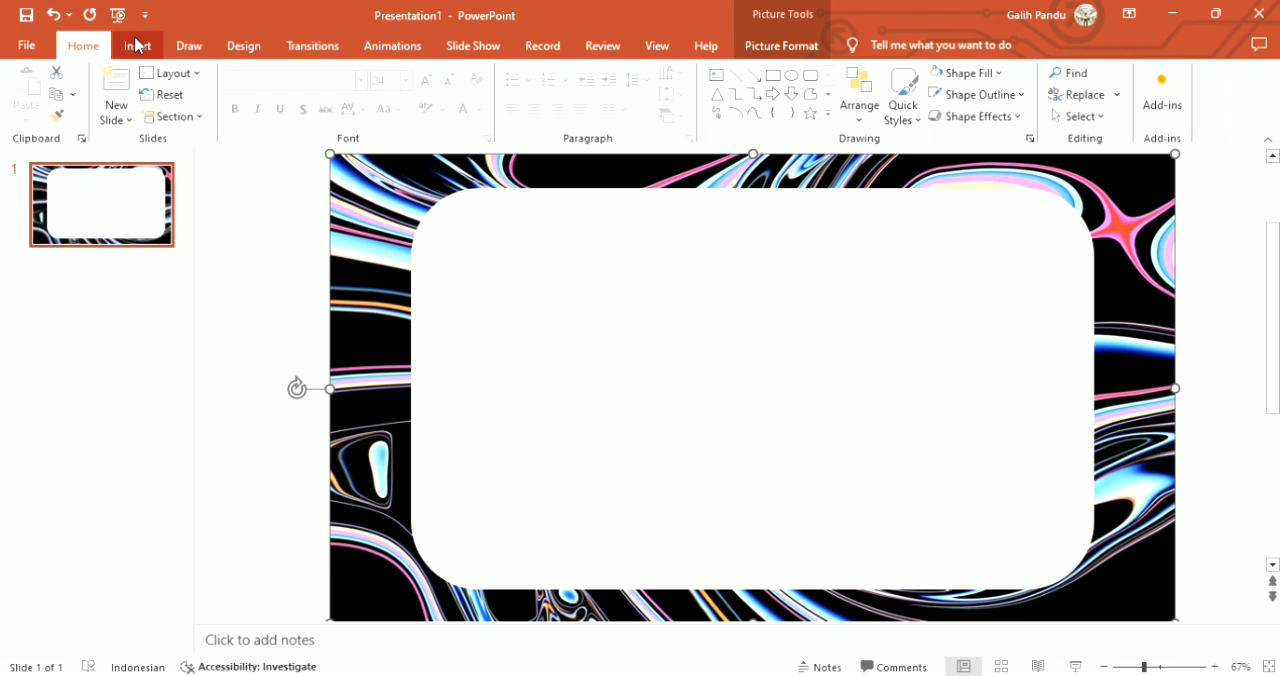 Presentation1 - PowerPoint
Picture Tools
Galih Pandu
File Home Insert Draw Design Transitions Animations Slide Show Record Review View Help Picture Format Tell me what you want to do
Paste
New
Slide
Layout
Reset
Section
24
B I U S abc AV Aa A
Arrange
Quick
Styles
Shape Fill
Shape Outline
Shape Effects
Find
Replace
Select
Add-ins
Clipboard Slides Font Paragraph Drawing Editing Add-ins
1
Click to add notes
Slide 1 of 1 Indonesian Accessibility: Investigate Notes Comments 67%